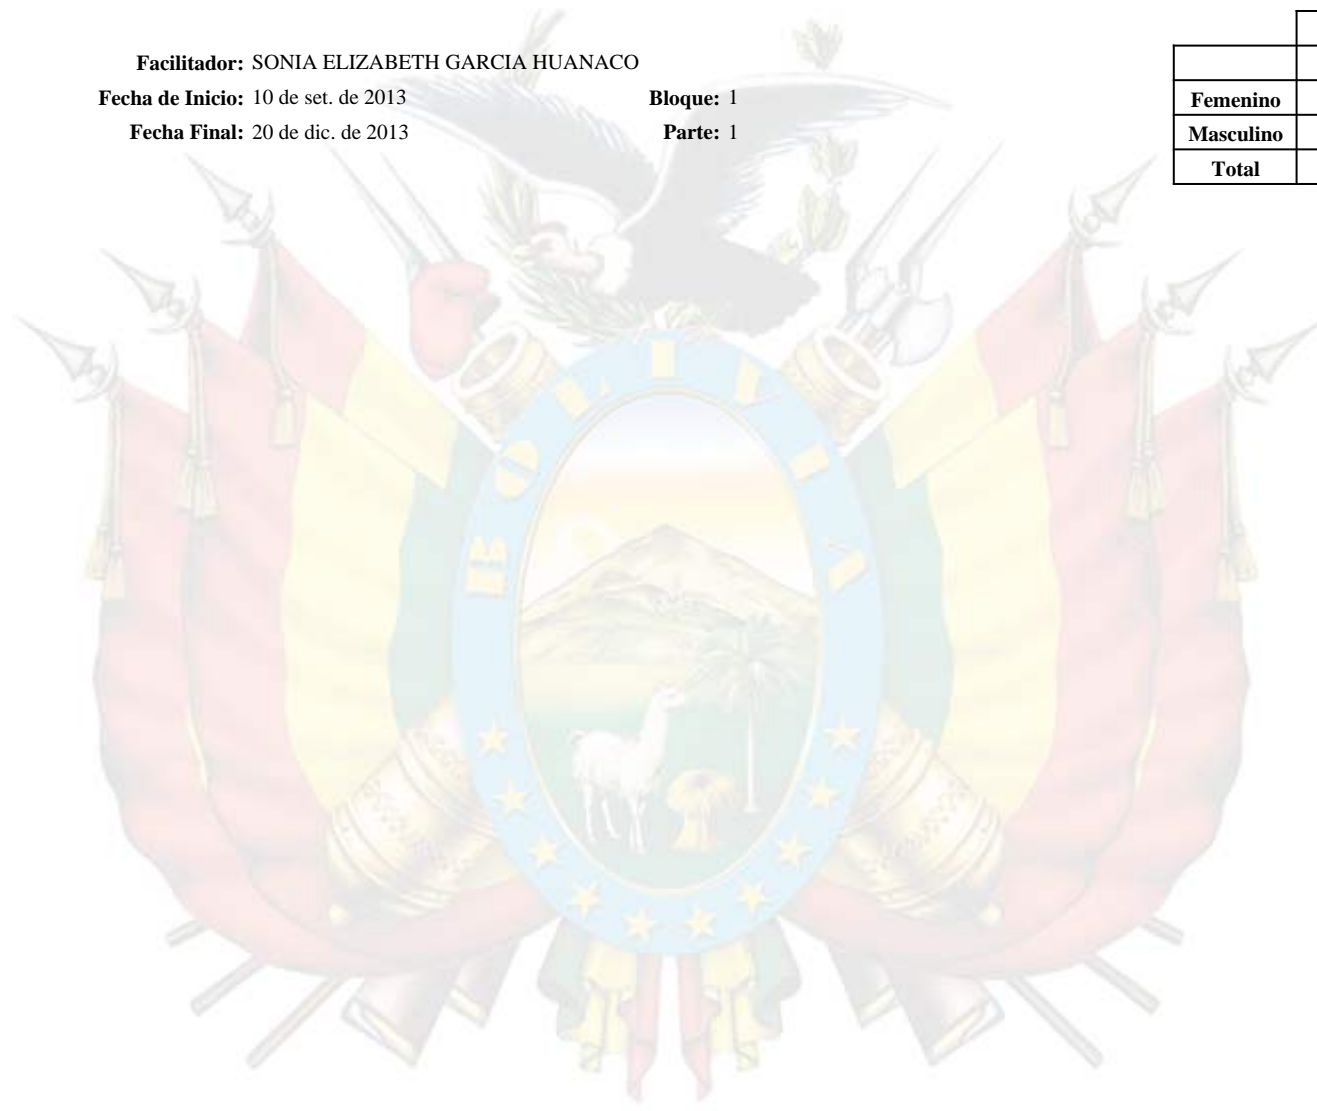 Facilitador: SONIA ELIZABETH GARCIA HUANACO
Fecha de Inicio: 10 de set. de 2013 Bloque: 1
Fecha Final: 20 de dic. de 2013 Parte: 1
Femenino
Masculino
Total
BOLIVIA